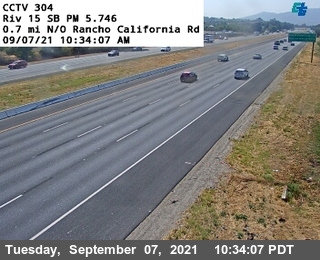 CCTV 304
Riv 15 SB PM 5.746
0.7 mi N/O Rancho California Rd
09/07/21 10:34:07 AM
Tuesday, September 07, 2021 10:34:07 PDT